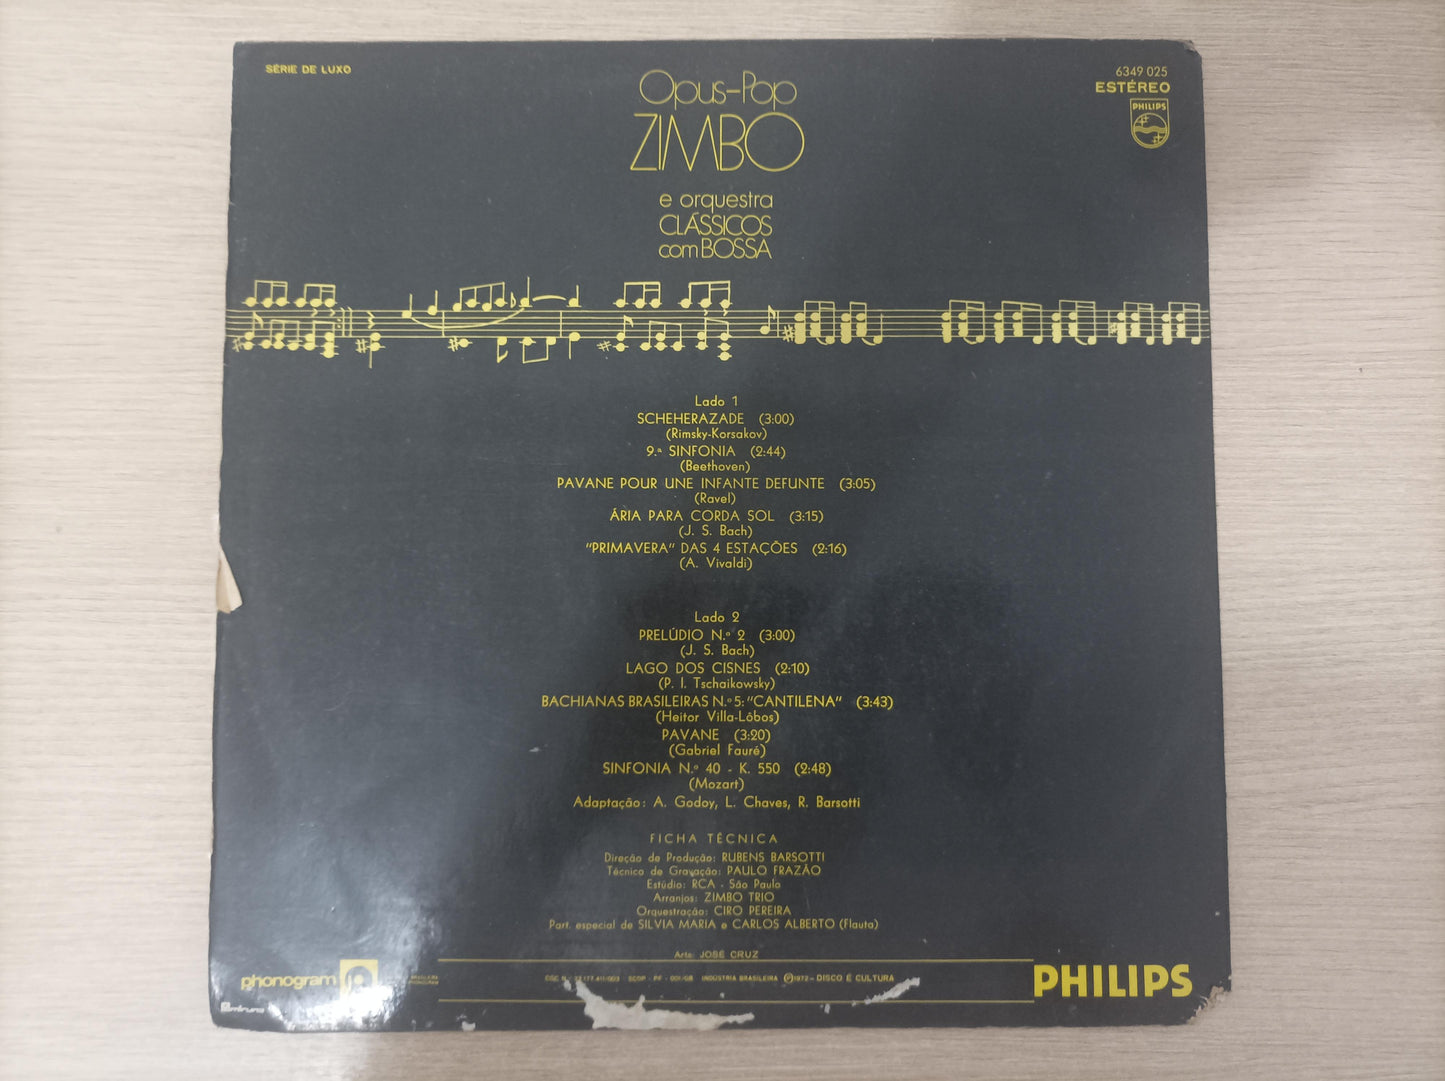 SÉRIE DE LUXO
Opus-Pop
ZIMBO
e orquestra
CLÁSSICOS
com BOSSA
6349 025
ESTÉREO
PHILIPS
Lado 1
SCHEHERAZADE (3:00)
(Rimsky-Korsakov)
9.ª SINFONIA (2:44)
(Beethoven)
PAVANE POUR UNE INFANTE DEFUNTE (3:05)
(Ravel)
ÁRIA PARA CORDA SOL (3:15)
(J. S. Bach)
"PRIMAVERA" DAS 4 ESTAÇÕES (2:16)
(A. Vivaldi)
Lado 2
PRELÚDIO N.º 2 (3:00)
(J. S. Bach)
LAGO DOS CISNES (2:10)
(P. I. Tschaikowsky)
BACHIANAS BRASILEIRAS N.º 5: "CANTILENA" (3:43)
(Heitor Villa-Lôbos)
PAVANE (3:20)
(Gabriel Fauré)
SINFONIA N.º 40 - K. 550 (2:48)
(Mozart)
Adaptação: A. Godoy, L. Chaves, R. Barsotti
FICHA TÉCNICA
Direção de Produção: RUBENS BARSOTTI
Técnico de Gravação: PAULO FRAZÃO
Estúdio: RCA - São Paulo
Arranjos: ZIMBO TRIO
Orquestração: CIRO PEREIRA
Part. especial de SILVIA MARIA e CARLOS ALBERTO (Flauta)
Arte: JOSÉ CRUZ
phonogram
INDÚSTRIA BRASILEIRA ℗ 1972 - DISCO É CULTURA
PHILIPS